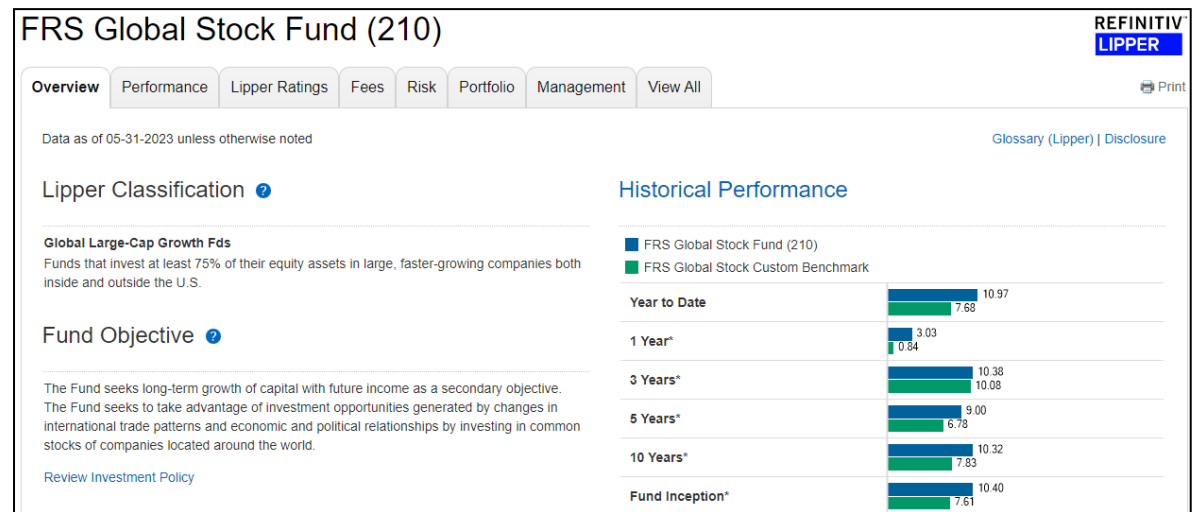 FRS Global Stock Fund (210)
REFINITIV
LIPPER
Overview
Performance
Lipper Ratings
Fees
Risk
Portfolio
Management
View All
Print
Data as of 05-31-2023 unless otherwise noted
Glossary (Lipper) | Disclosure
Lipper Classification ?
Global Large-Cap Growth Fds
Funds that invest at least 75% of their equity assets in large, faster-growing companies both
inside and outside the U.S.
Fund Objective ?
The Fund seeks long-term growth of capital with future income as a secondary objective.
The Fund seeks to take advantage of investment opportunities generated by changes in
international trade patterns and economic and political relationships by investing in common
stocks of companies located around the world.
Review Investment Policy
Historical Performance
FRS Global Stock Fund (210)
FRS Global Stock Custom Benchmark
Year to Date
10.97
7.68
1 Year*
3.03
0.84
3 Years*
10.38
10.08
5 Years*
9.00
6.78
10 Years*
10.32
7.83
Fund Inception*
10.40
7.61